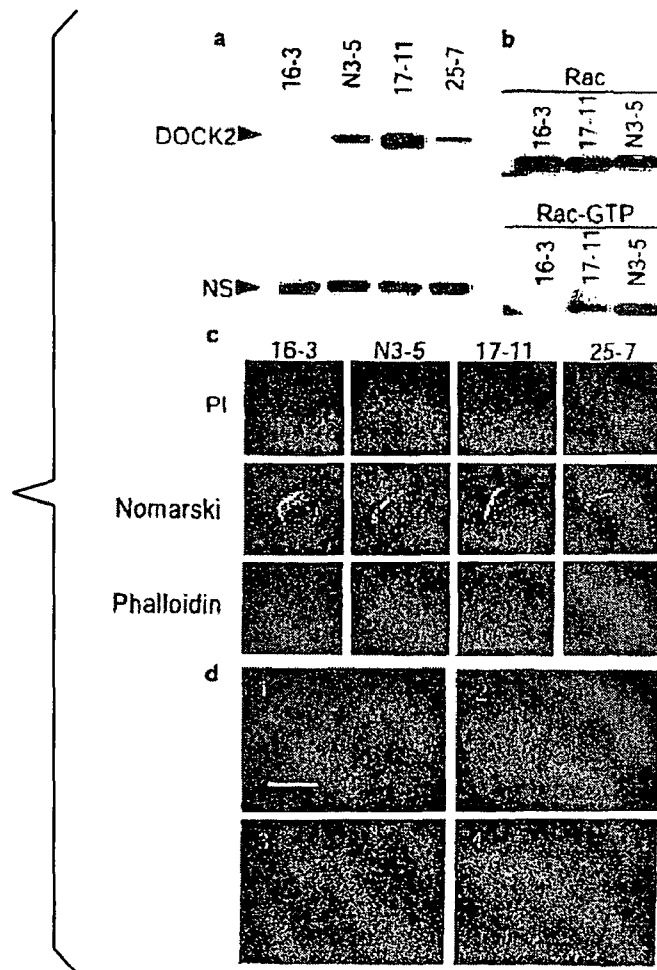 a
16-3 N3-5 17-11 25-7
DOCK2
NS
b
Rac
16-3 17-11 N3-5
Rac-GTP
16-3 17-11 N3-5
c
16-3 N3-5 17-11 25-7
PI
Nomarski
Phalloidin
d
1 2
3 4